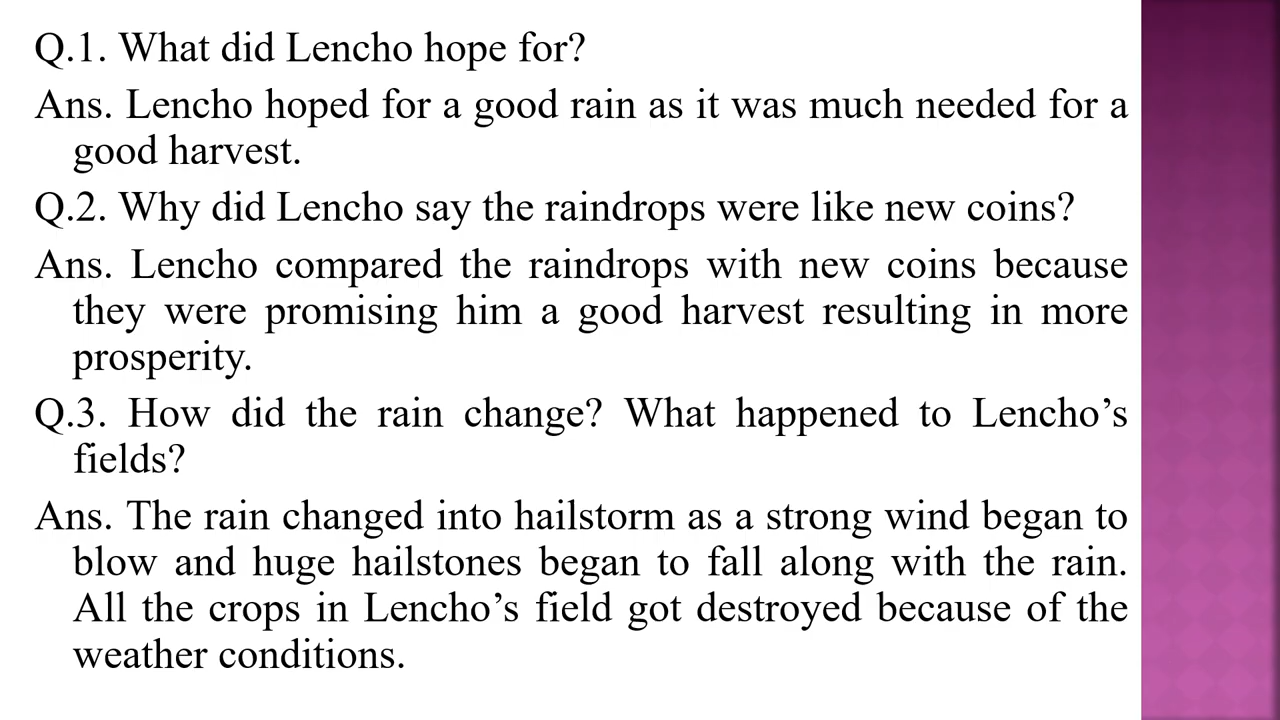 Q.1. What did Lencho hope for?
Ans. Lencho hoped for a good rain as it was much needed for a
good harvest.
Q.2. Why did Lencho say the raindrops were like new coins?
Ans. Lencho compared the raindrops with new coins because
they were promising him a good harvest resulting in more
prosperity.
Q.3. How did the rain change? What happened to Lencho’s
fields?
Ans. The rain changed into hailstorm as a strong wind began to
blow and huge hailstones began to fall along with the rain.
All the crops in Lencho’s field got destroyed because of the
weather conditions.